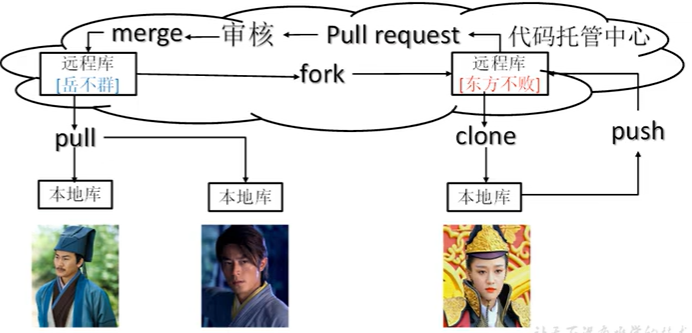 merge 审核 Pull request 代码托管中心
远程库
[岳不群]
fork
远程库
[东方不败]
pull
clone
push
本地库
本地库
本地库